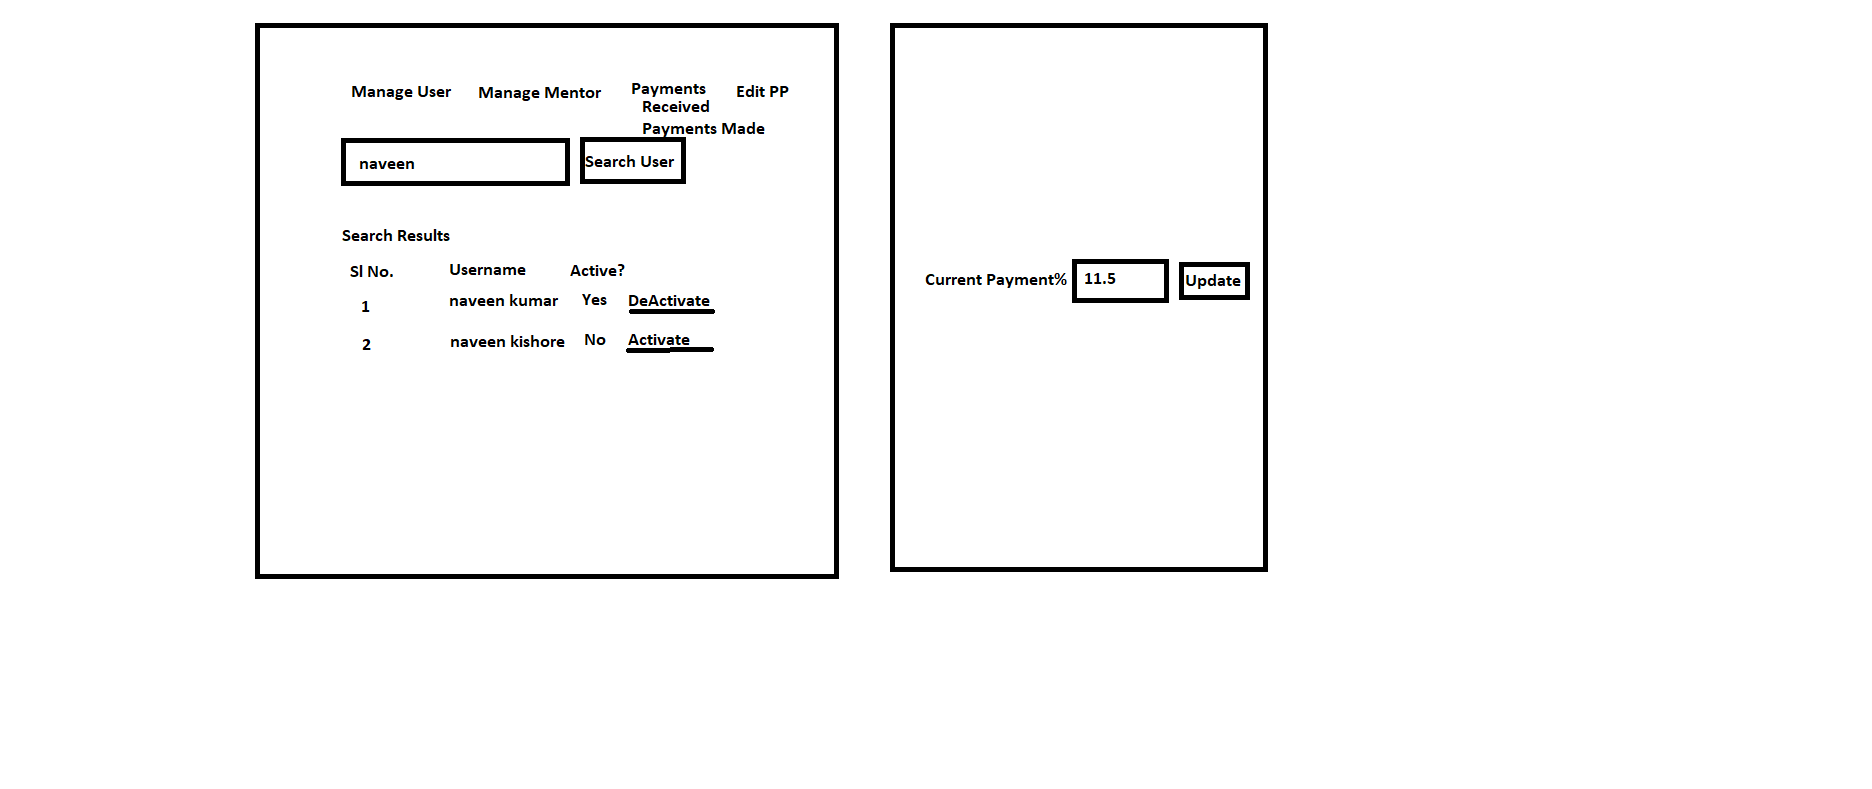 Manage User Manage Mentor Payments Edit PP
Received
Payments Made
naveen Search User
Search Results
Sl No. Username Active?
1 naveen kumar Yes DeActivate
2 naveen kishore No Activate
Current Payment% 11.5 Update